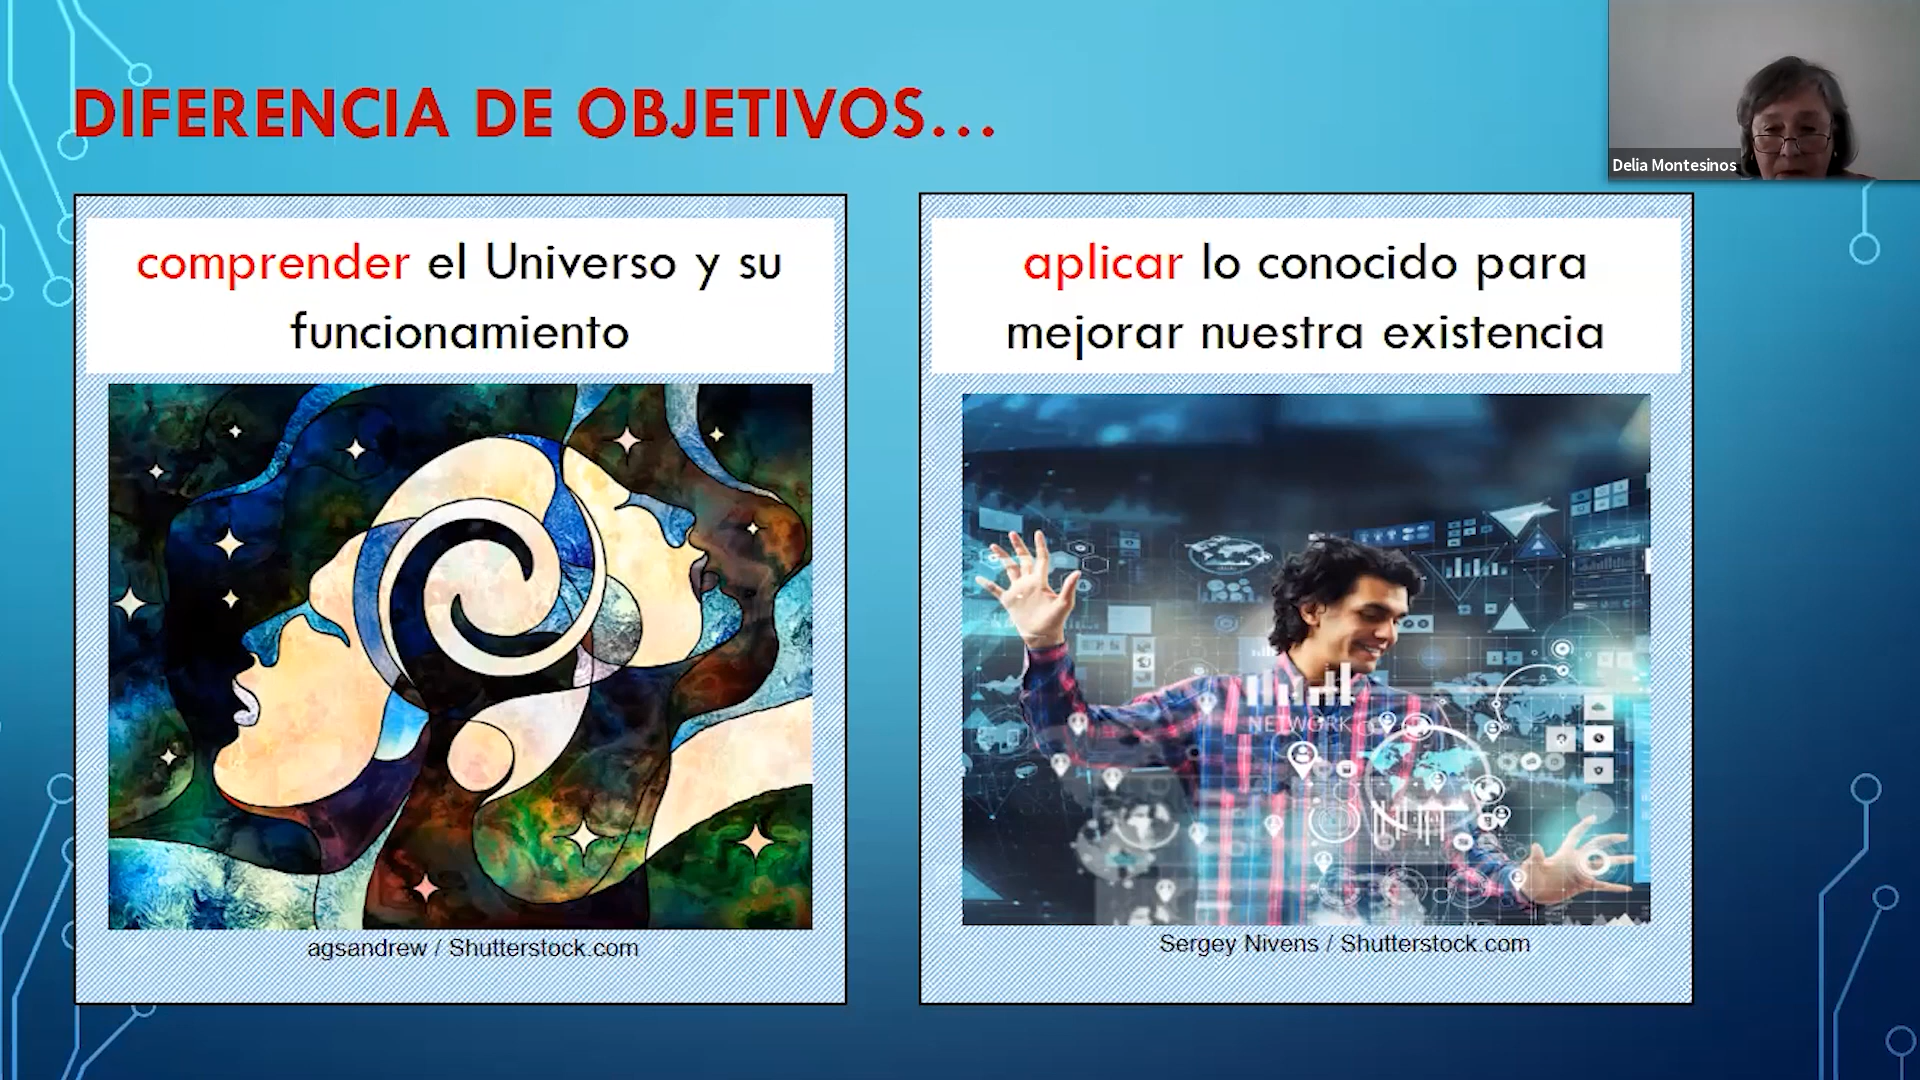 DIFERENCIA DE OBJETIVOS...
Delia Montesinos
comprender el Universo y su
funcionamiento
agsandrew / Shutterstock.com
aplicar lo conocido para
mejorar nuestra existencia
NETWORK
Sergey Nivens / Shutterstock.com